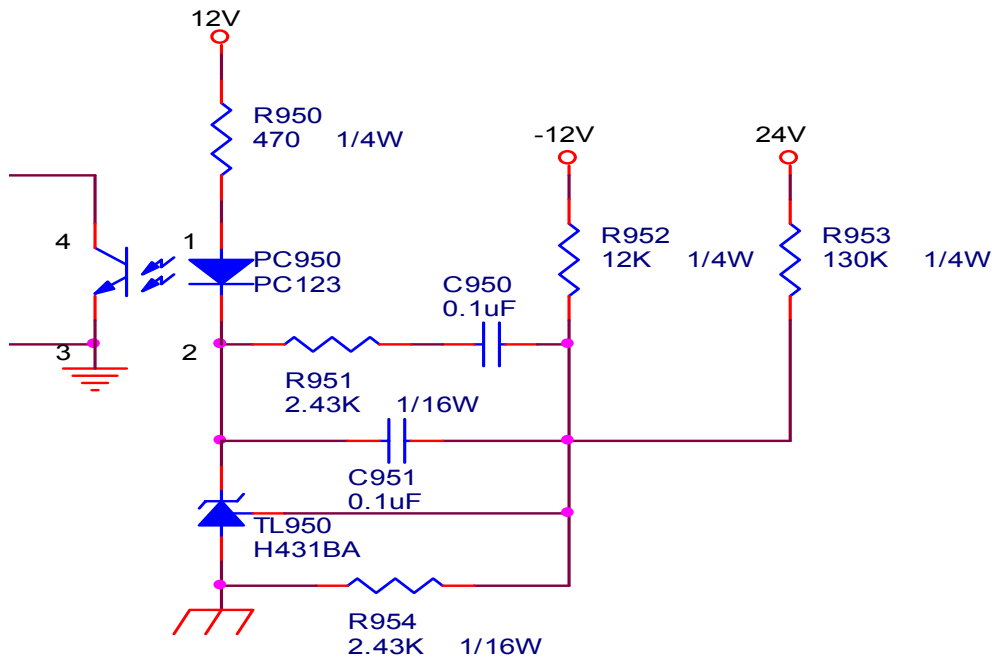 12V
R950
470 1/4W
-12V
24V
4
1
PC950
PC123
R952
12K 1/4W
R953
130K 1/4W
C950
0.1uF
3
2
R951
2.43K 1/16W
C951
0.1uF
TL950
H431BA
R954
2.43K 1/16W